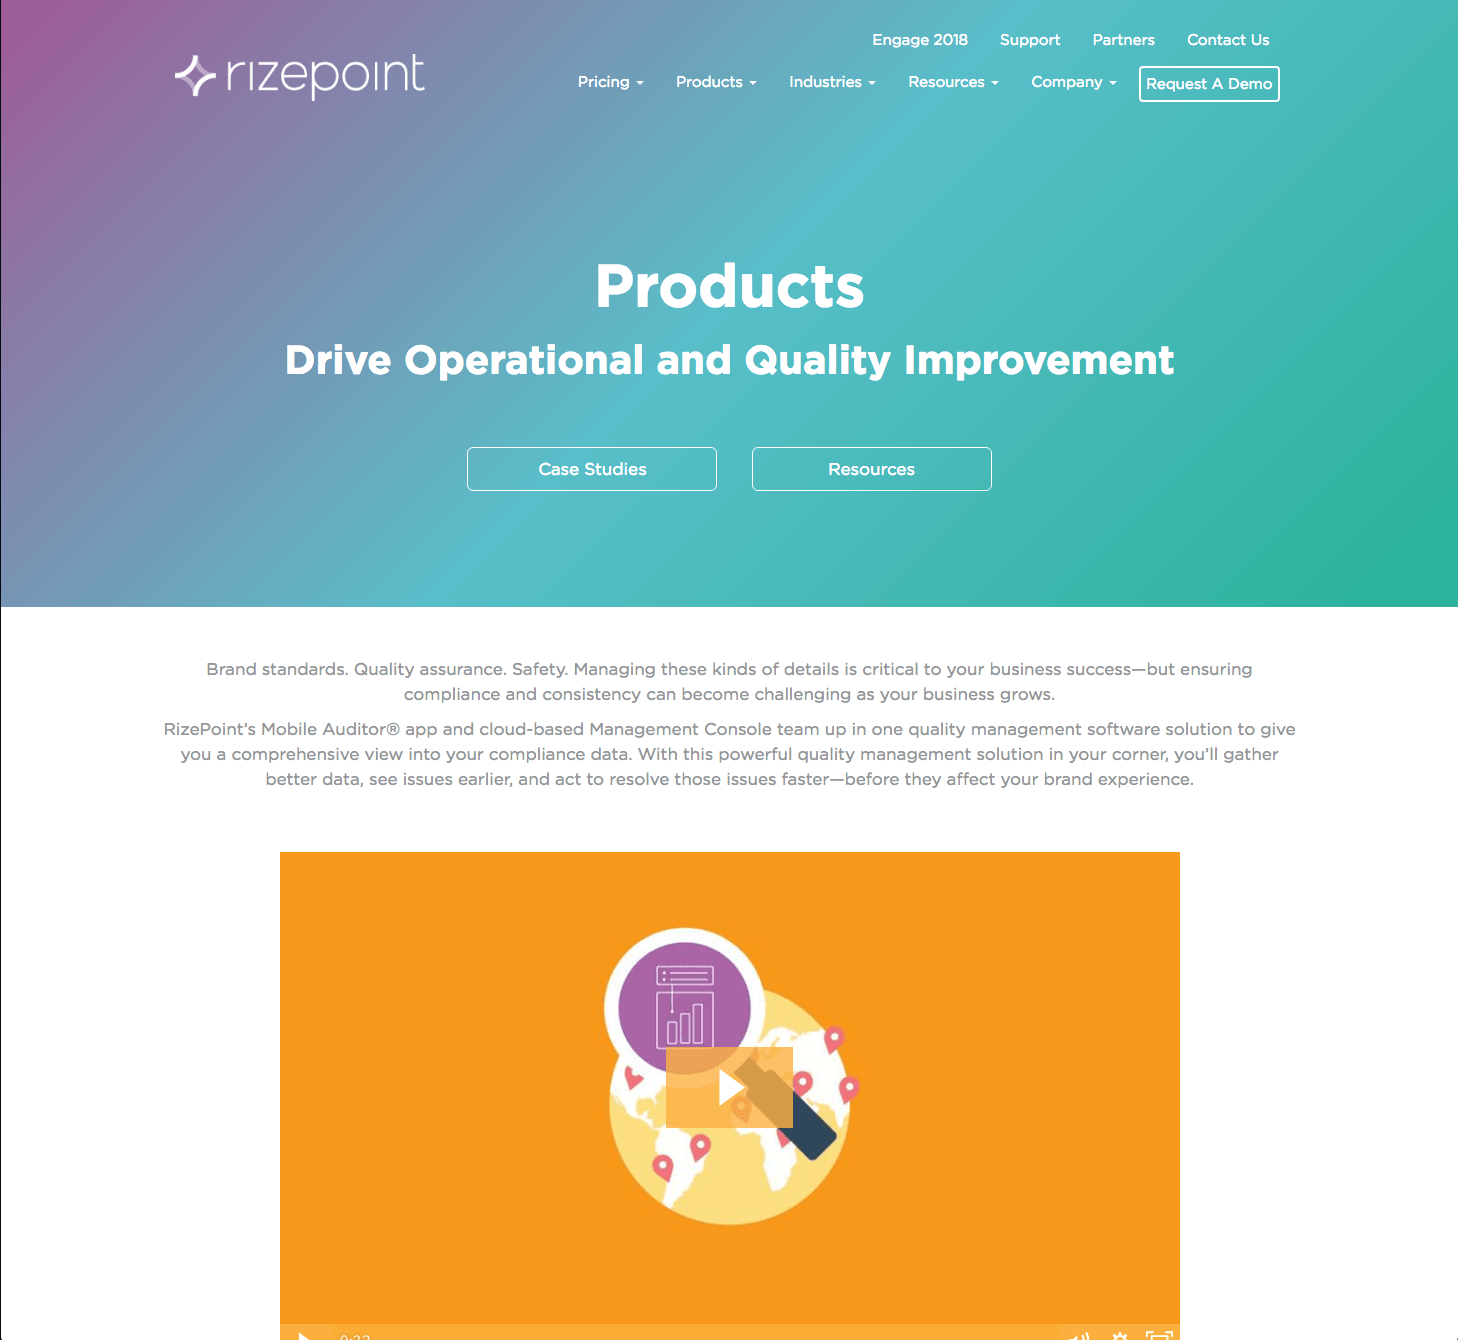 Engage 2018 Support Partners Contact Us
rizepoint
Pricing Products Industries Resources Company Request A Demo
Products
Drive Operational and Quality Improvement
Case Studies Resources
Brand standards. Quality assurance. Safety. Managing these kinds of details is critical to your business success—but ensuring
compliance and consistency can become challenging as your business grows.
RizePoint’s Mobile Auditor® app and cloud-based Management Console team up in one quality management software solution to give
you a comprehensive view into your compliance data. With this powerful quality management solution in your corner, you’ll gather
better data, see issues earlier, and act to resolve those issues faster—before they affect your brand experience.